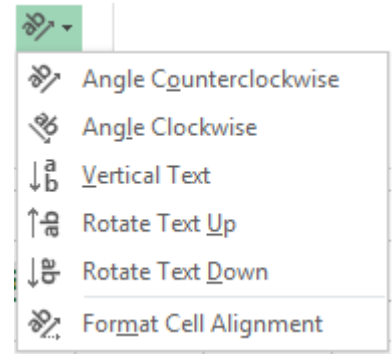 Angle Counterclockwise
Angle Clockwise
Vertical Text
Rotate Text Up
Rotate Text Down
Format Cell Alignment